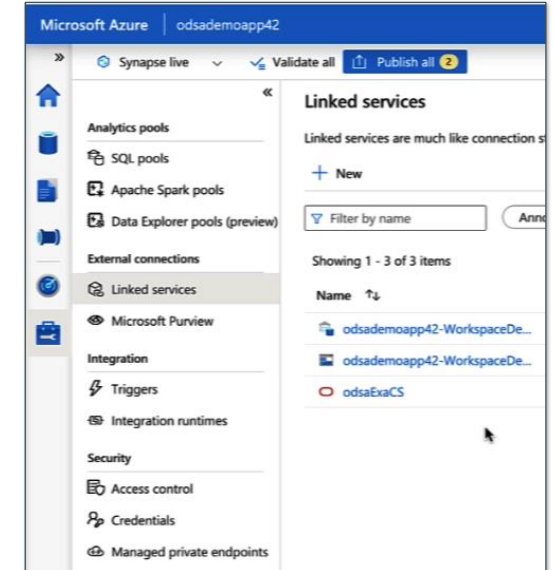 Microsoft Azure odsademoapp42
Synapse live Validate all Publish all 2
Analytics pools
SQL pools
Apache Spark pools
Data Explorer pools (preview)
External connections
Linked services
Microsoft Purview
Integration
Triggers
Integration runtimes
Security
Access control
Credentials
Managed private endpoints
Linked services
Linked services are much like connection
New
Filter by name
Showing 1 - 3 of 3 items
Name
odsademoapp42-WorkspaceDe...
odsademoapp42-WorkspaceDe...
odsaExaCS